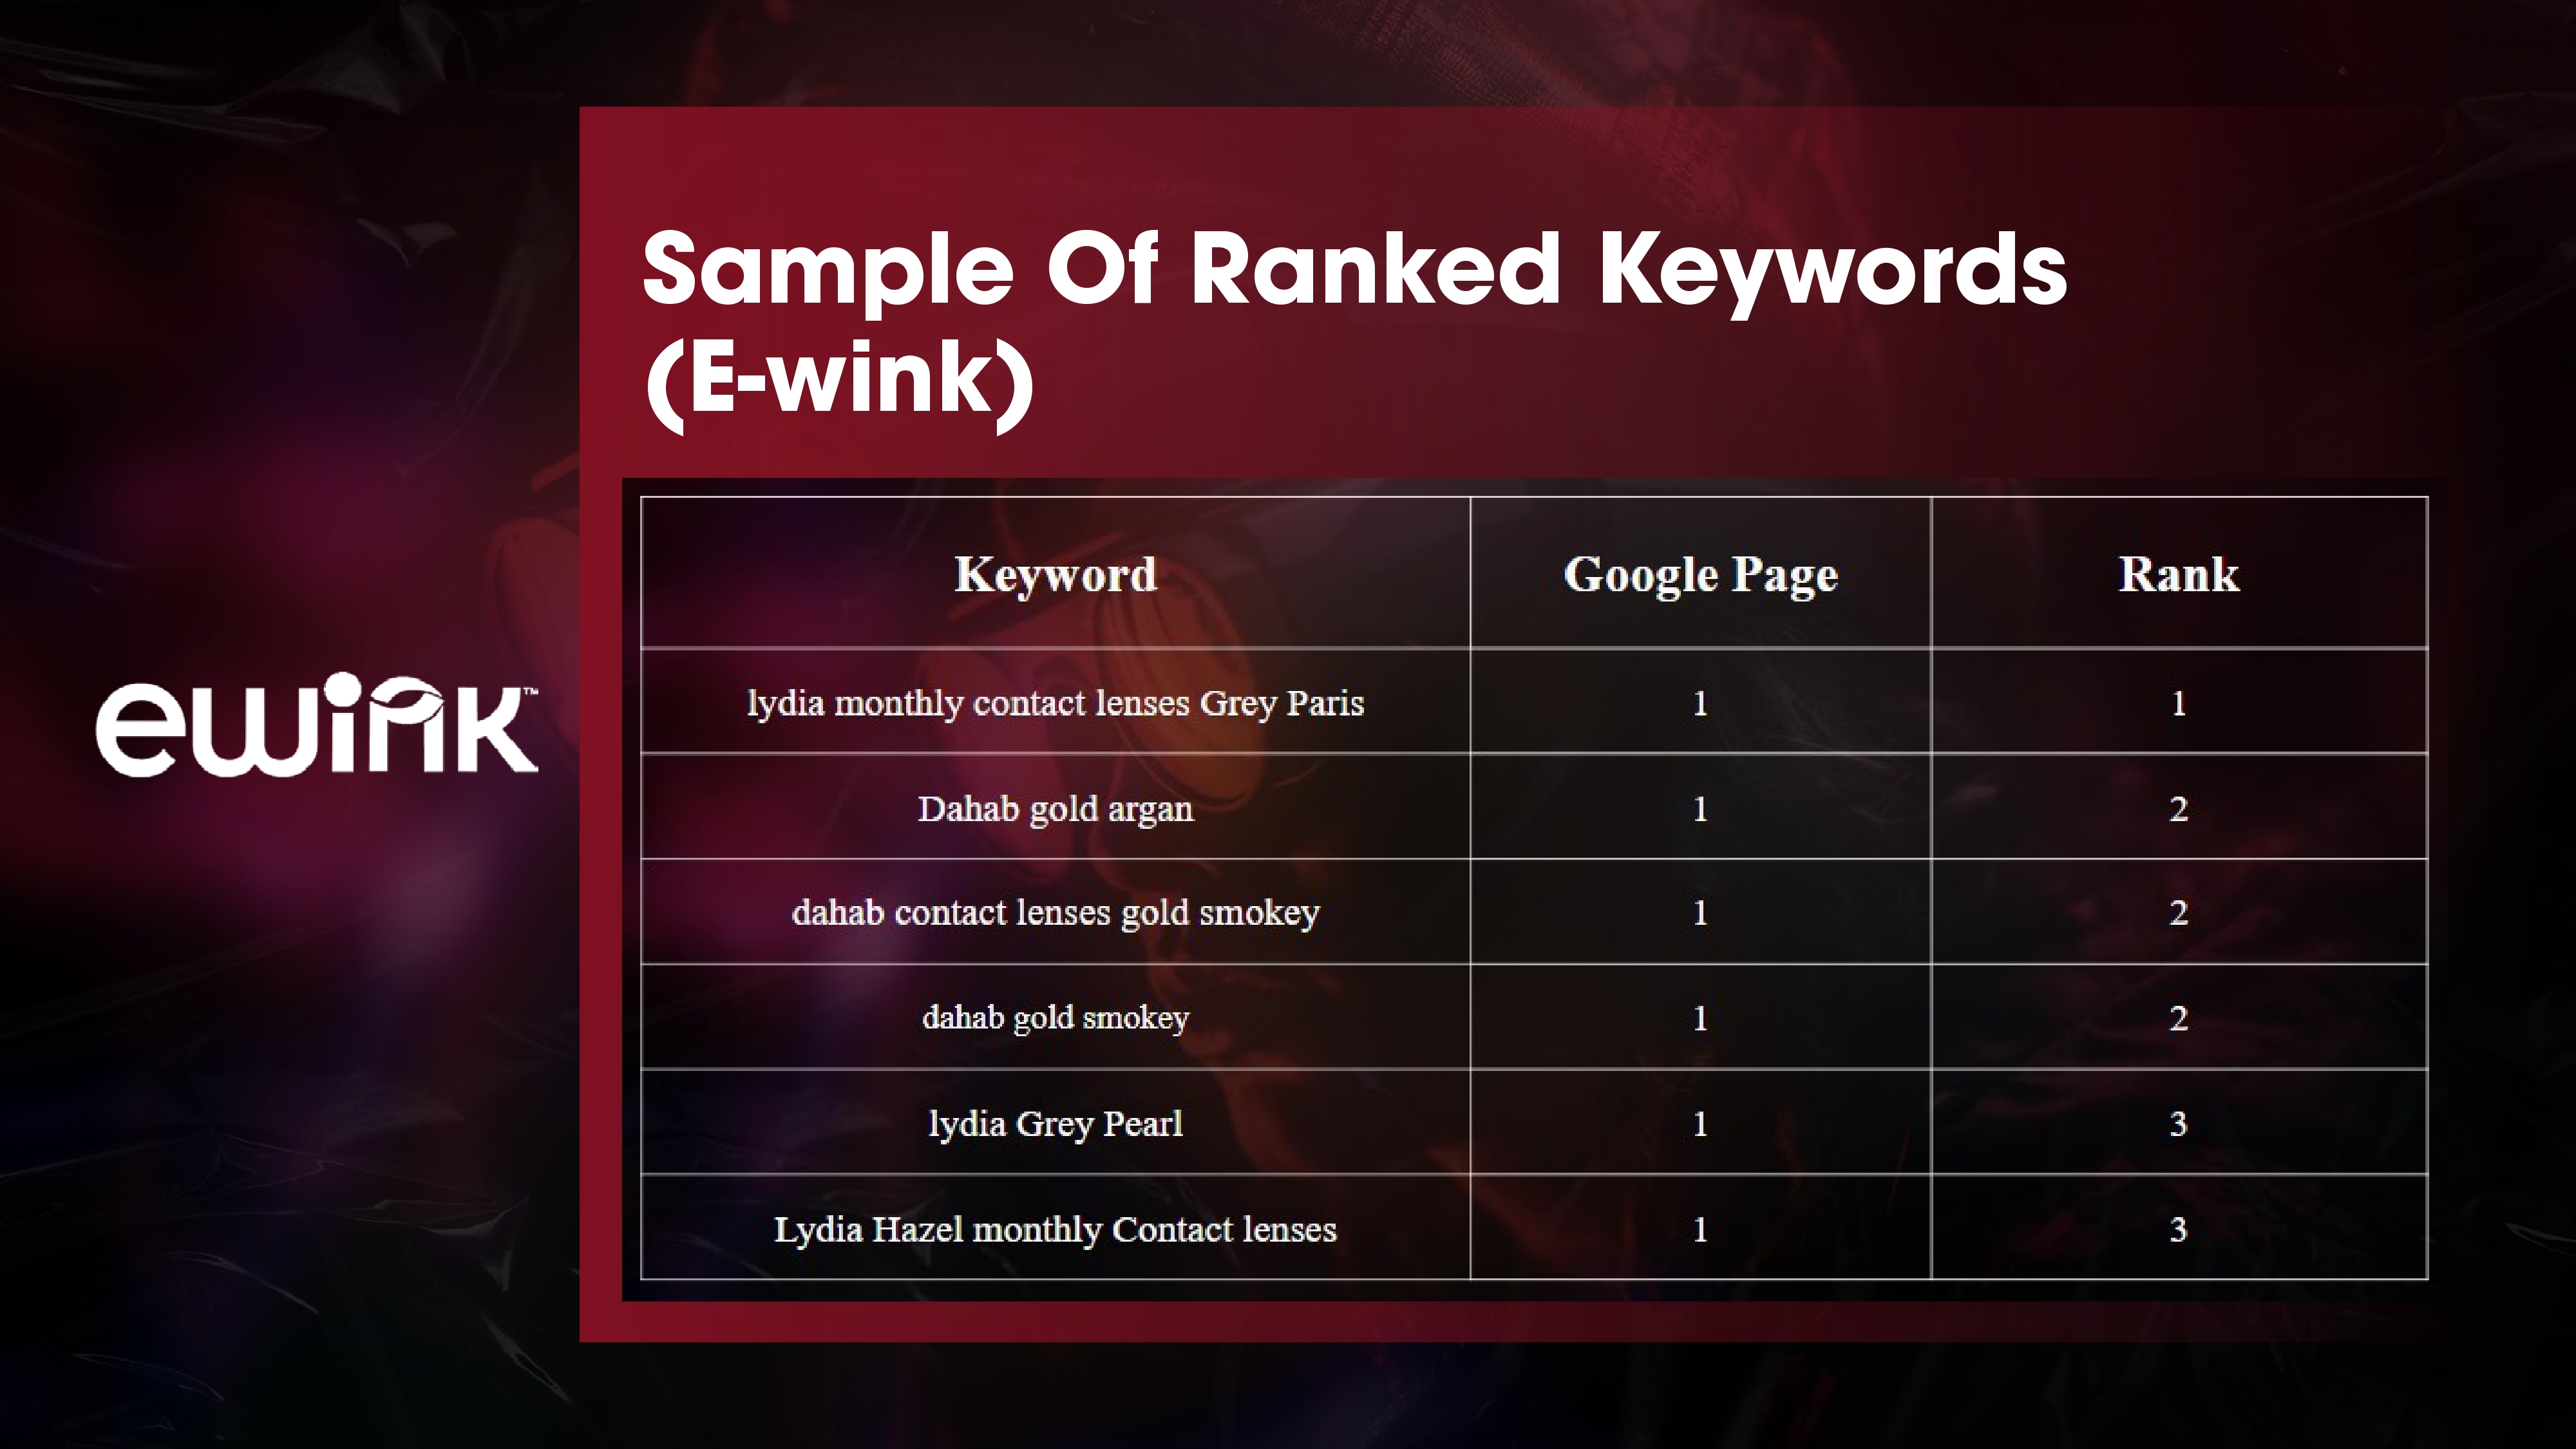 Sample Of Ranked Keywords
(E-wink)
ewink™
Keyword Google Page Rank
lydia monthly contact lenses Grey Paris 1 1
Dahab gold argan 1 2
dahab contact lenses gold smokey 1 2
dahab gold smokey 1 2
lydia Grey Pearl 1 3
Lydia Hazel monthly Contact lenses 1 3